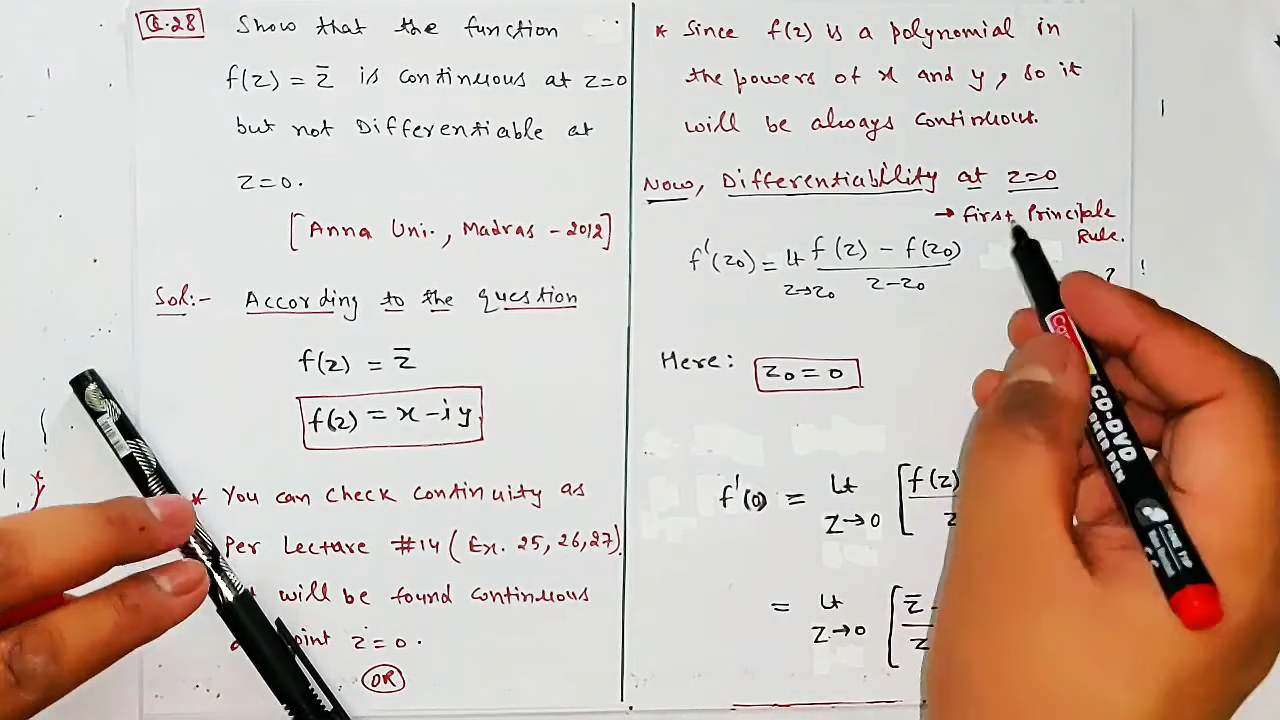 Q.28 Show that the function
f(z) = z̄ is continuous at z=0
but not Differentiable at
z=0.
[Anna Uni., Madras - 2012]
Sol:- According to the question
f(z) = z̄
f(z) = x - iy
* You can check continuity as
Per Lecture #14 (Ex. 25, 26, 27)
will be found continuous
point z=0.
OR
* Since f(z) is a polynomial in
the powers of x and y, so it
will be always continuous.
Now, Differentiability at z=0
→ First Principle
Rule.
f'(z₀) = Lt z→z₀ f(z) - f(z₀) / z - z₀
Here: z₀ = 0
f'(0) = Lt z→0 [ f(z) / z
= Lt z→0 [ z̄ - / z
CD-DVD